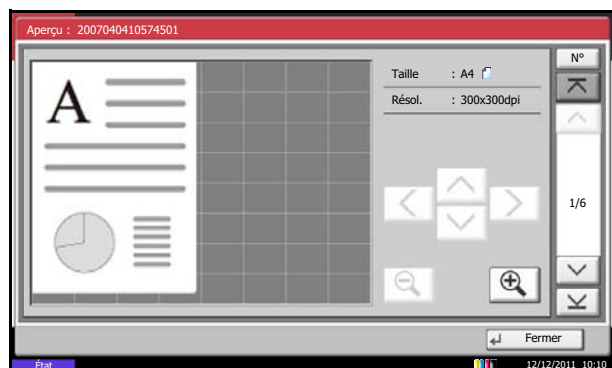 Aperçu : 2007040410574501
N°
Taille : A4
Résol. : 300x300dpi
A
1/6
Fermer
État 12/12/2011 10:10